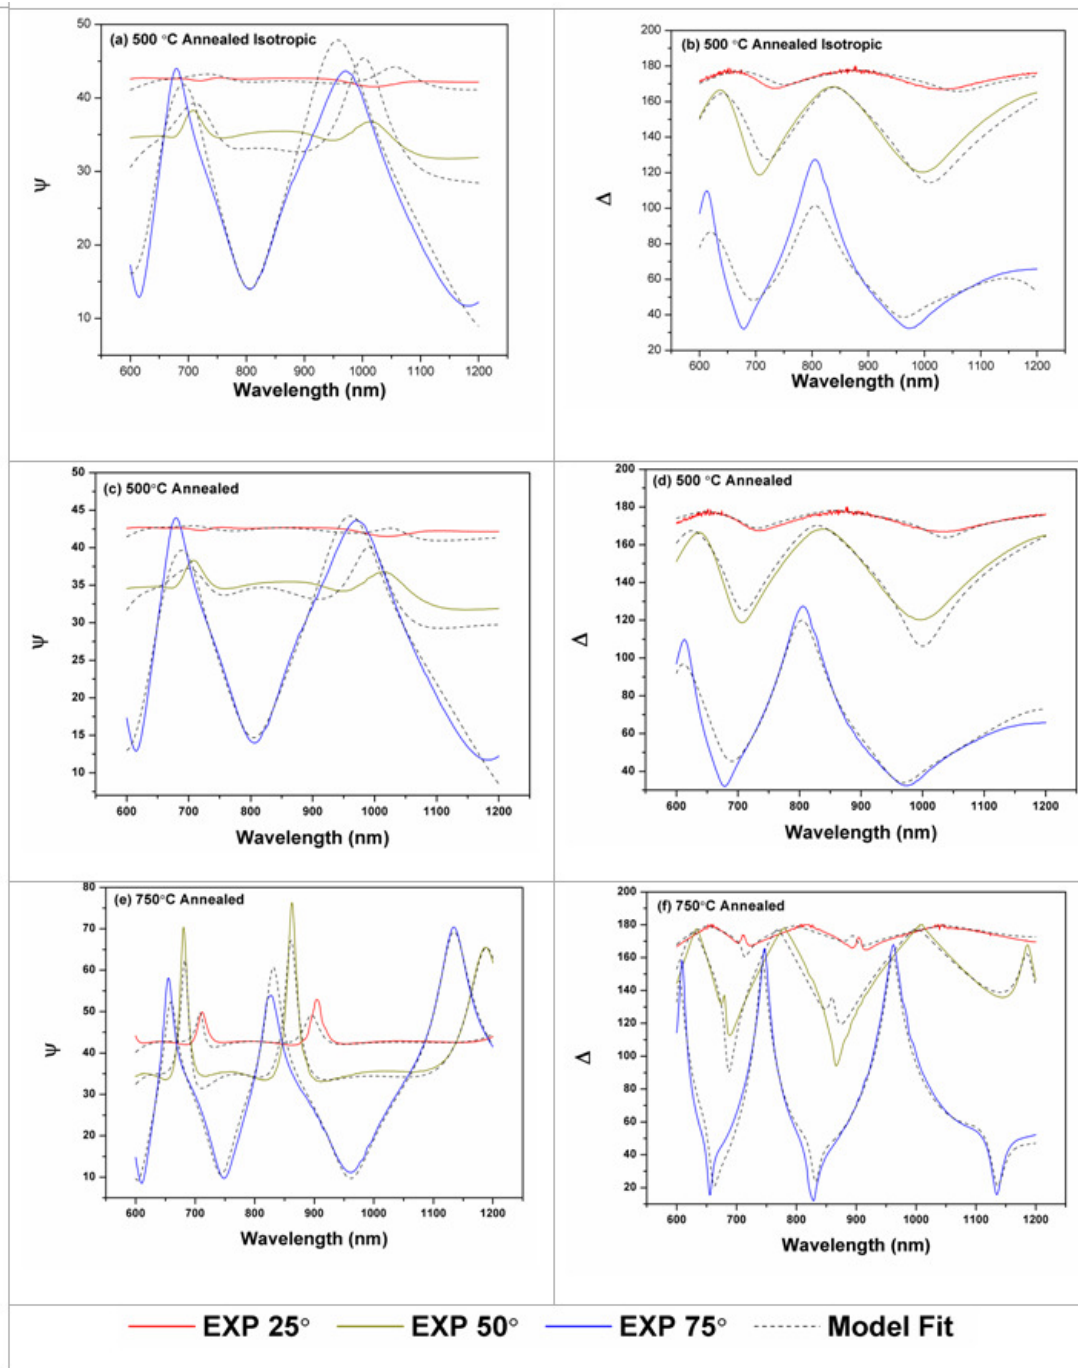 (a) 500 °C Annealed Isotropic
50
40
30
20
10
Ψ
600 700 800 900 1000 1100 1200
Wavelength (nm)
(b) 500 °C Annealed Isotropic
200
180
160
140
120
100
80
60
40
20
Δ
600 700 800 900 1000 1100 1200
Wavelength (nm)
(c) 500°C Annealed
50
45
40
35
30
25
20
15
10
Ψ
600 700 800 900 1000 1100 1200
Wavelength (nm)
(d) 500 °C Annealed
200
180
160
140
120
100
80
60
40
Δ
600 700 800 900 1000 1100 1200
Wavelength (nm)
(e) 750°C Annealed
80
70
60
50
40
30
20
10
Ψ
600 700 800 900 1000 1100 1200
Wavelength (nm)
(f) 750°C Annealed
200
180
160
140
120
100
80
60
40
20
Δ
600 700 800 900 1000 1100 1200
Wavelength (nm)
EXP 25° EXP 50° EXP 75° Model Fit